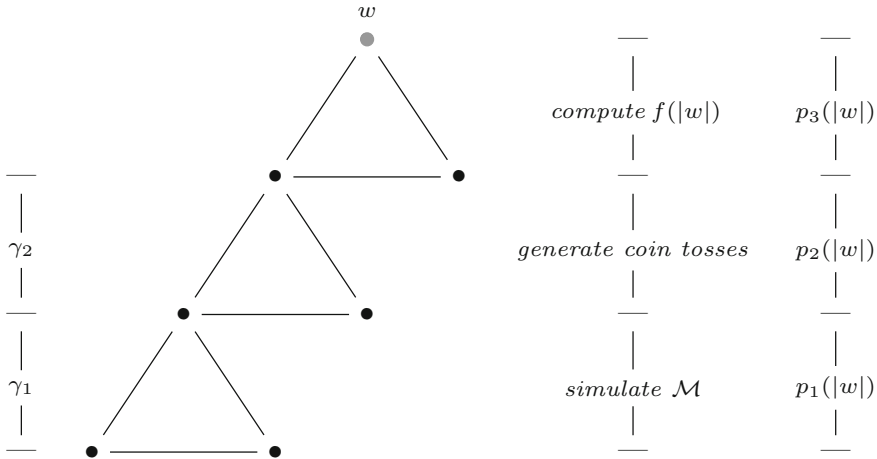 w
compute f(|w|) p₃(|w|)
γ₂ generate coin tosses p₂(|w|)
γ₁ simulate ℳ p₁(|w|)